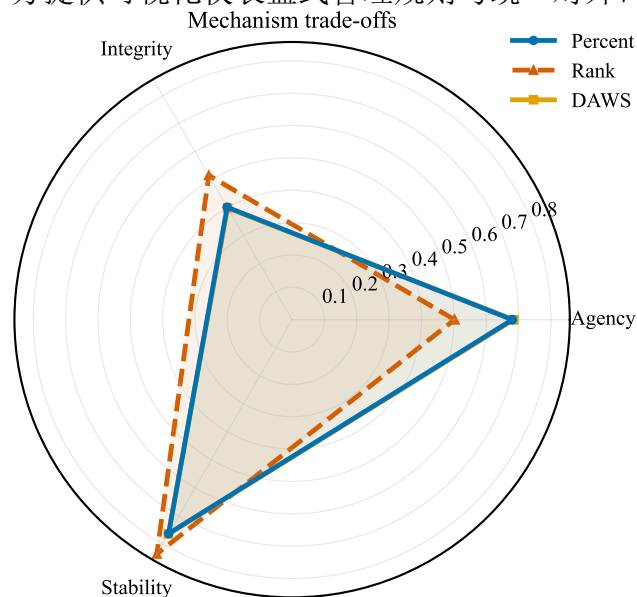 Mechanism trade-offs
Integrity
Percent
Rank
DAWS
0.8
0.7
0.6
0.5
0.4
0.3
0.2
0.1
Agency
Stability